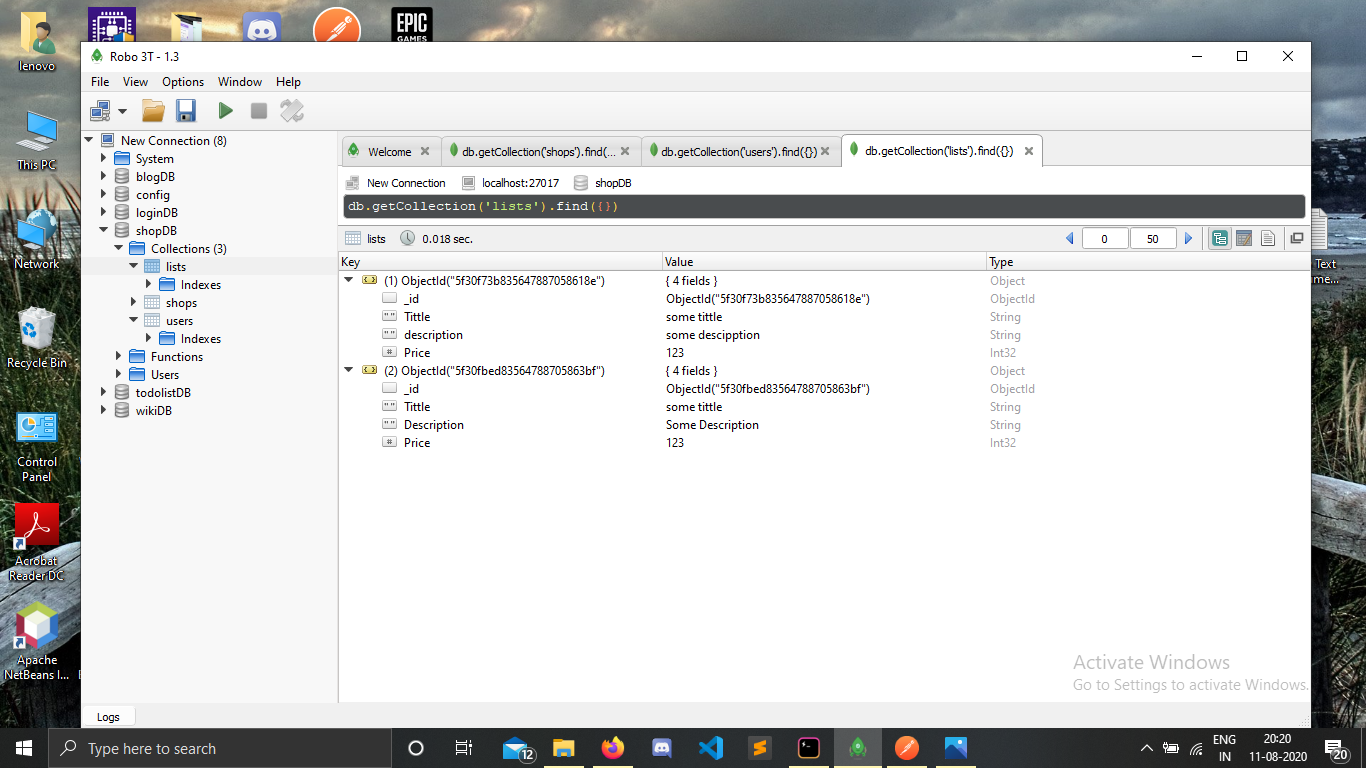 EPIC
GAMES
lenovo
This PC
Network
Recycle Bin
Control
Panel
Acrobat
Reader DC
Apache
NetBeans I...
Robo 3T - 1.3
File View Options Window Help
New Connection (8)
System
blogDB
config
loginDB
shopDB
Collections (3)
lists
Indexes
shops
users
Indexes
Functions
Users
todolistDB
wikiDB
Welcome
db.getCollection('shops').find(...
db.getCollection('users').find({})
db.getCollection('lists').find({})
New Connection localhost:27017 shopDB
db.getCollection('lists').find({})
lists 0.018 sec. 0 50
Key Value Type
(1) ObjectId("5f30f73b835647887058618e") { 4 fields } Object
_id ObjectId("5f30f73b835647887058618e") ObjectId
Tittle some tittle String
description some descipption String
Price 123 Int32
(2) ObjectId("5f30fbed83564788705863bf") { 4 fields } Object
_id ObjectId("5f30fbed83564788705863bf") ObjectId
Tittle some tittle String
Description Some Description String
Price 123 Int32
Text
me...
Activate Windows
Go to Settings to activate Windows.
Logs
Type here to search
12
ENG
IN
20:20
11-08-2020
20